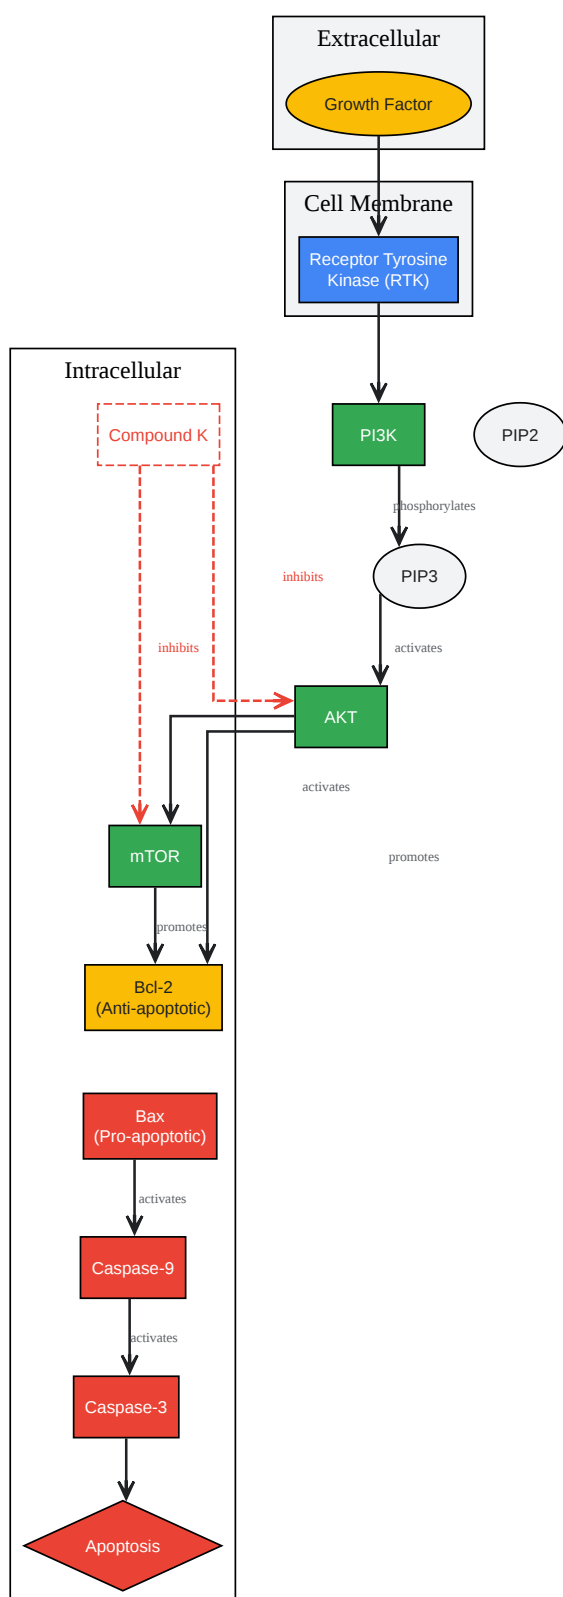 Extracellular
Growth Factor
Cell Membrane
Receptor Tyrosine
Kinase (RTK)
Intracellular
Compound K
PI3K
PIP2
phosphorylates
PIP3
inhibits
inhibits
activates
AKT
activates
mTOR
promotes
promotes
Bcl-2
(Anti-apoptotic)
Bax
(Pro-apoptotic)
activates
Caspase-9
activates
Caspase-3
Apoptosis